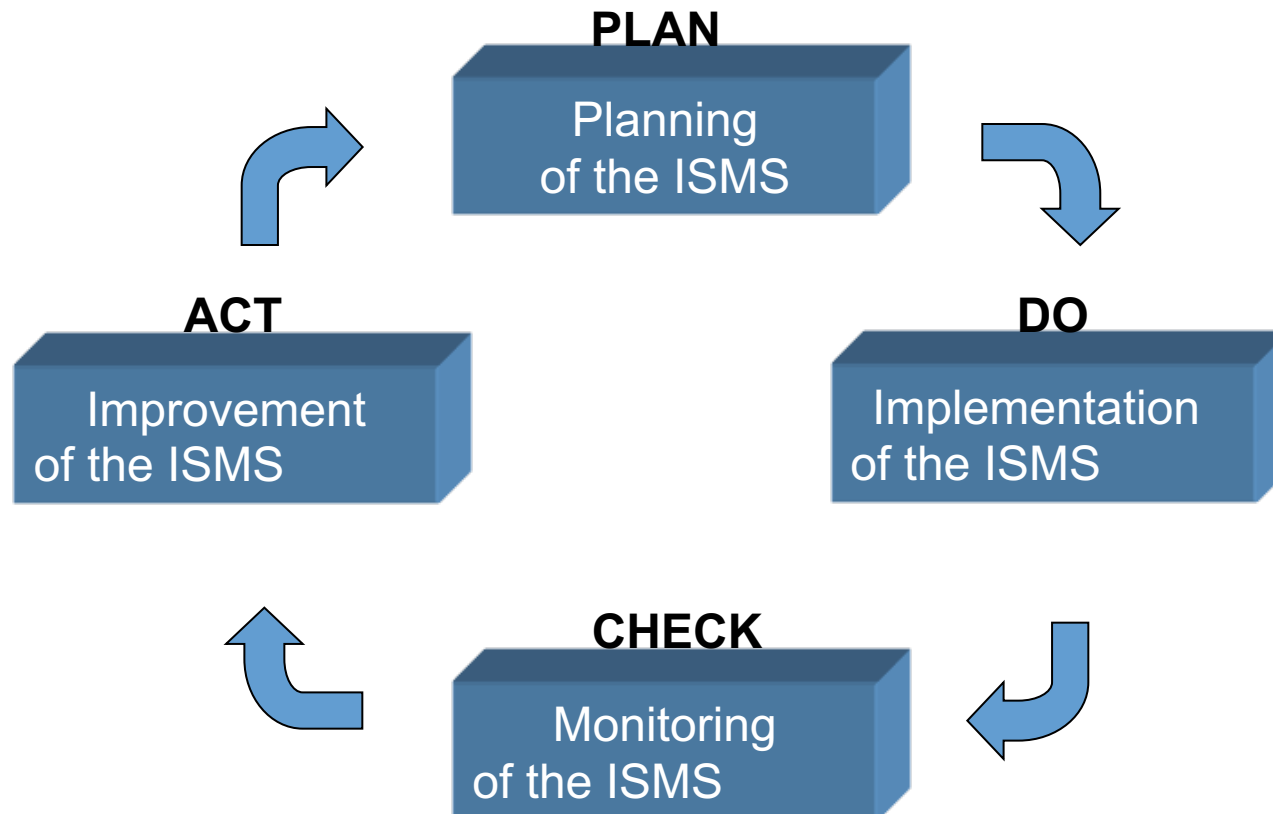 PLAN
Planning
of the ISMS
ACT
Improvement
of the ISMS
DO
Implementation
of the ISMS
CHECK
Monitoring
of the ISMS